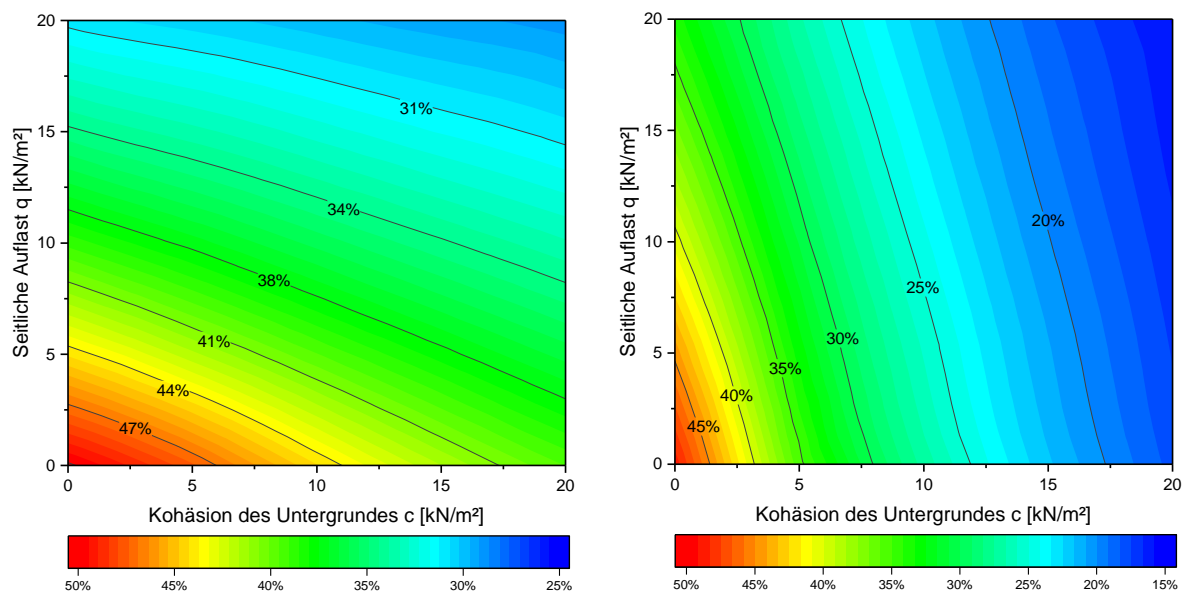 20
15
10
5
0
Seitliche Auflast q [kN/m²]
31%
34%
38%
41%
44%
47%
0 5 10 15 20
Kohäsion des Untergrundes c [kN/m²]
50% 45% 40% 35% 30% 25%
20
15
10
5
0
Seitliche Auflast q [kN/m²]
20%
25%
30%
35%
40%
45%
0 5 10 15 20
Kohäsion des Untergrundes c [kN/m²]
50% 45% 40% 35% 30% 25% 20% 15%